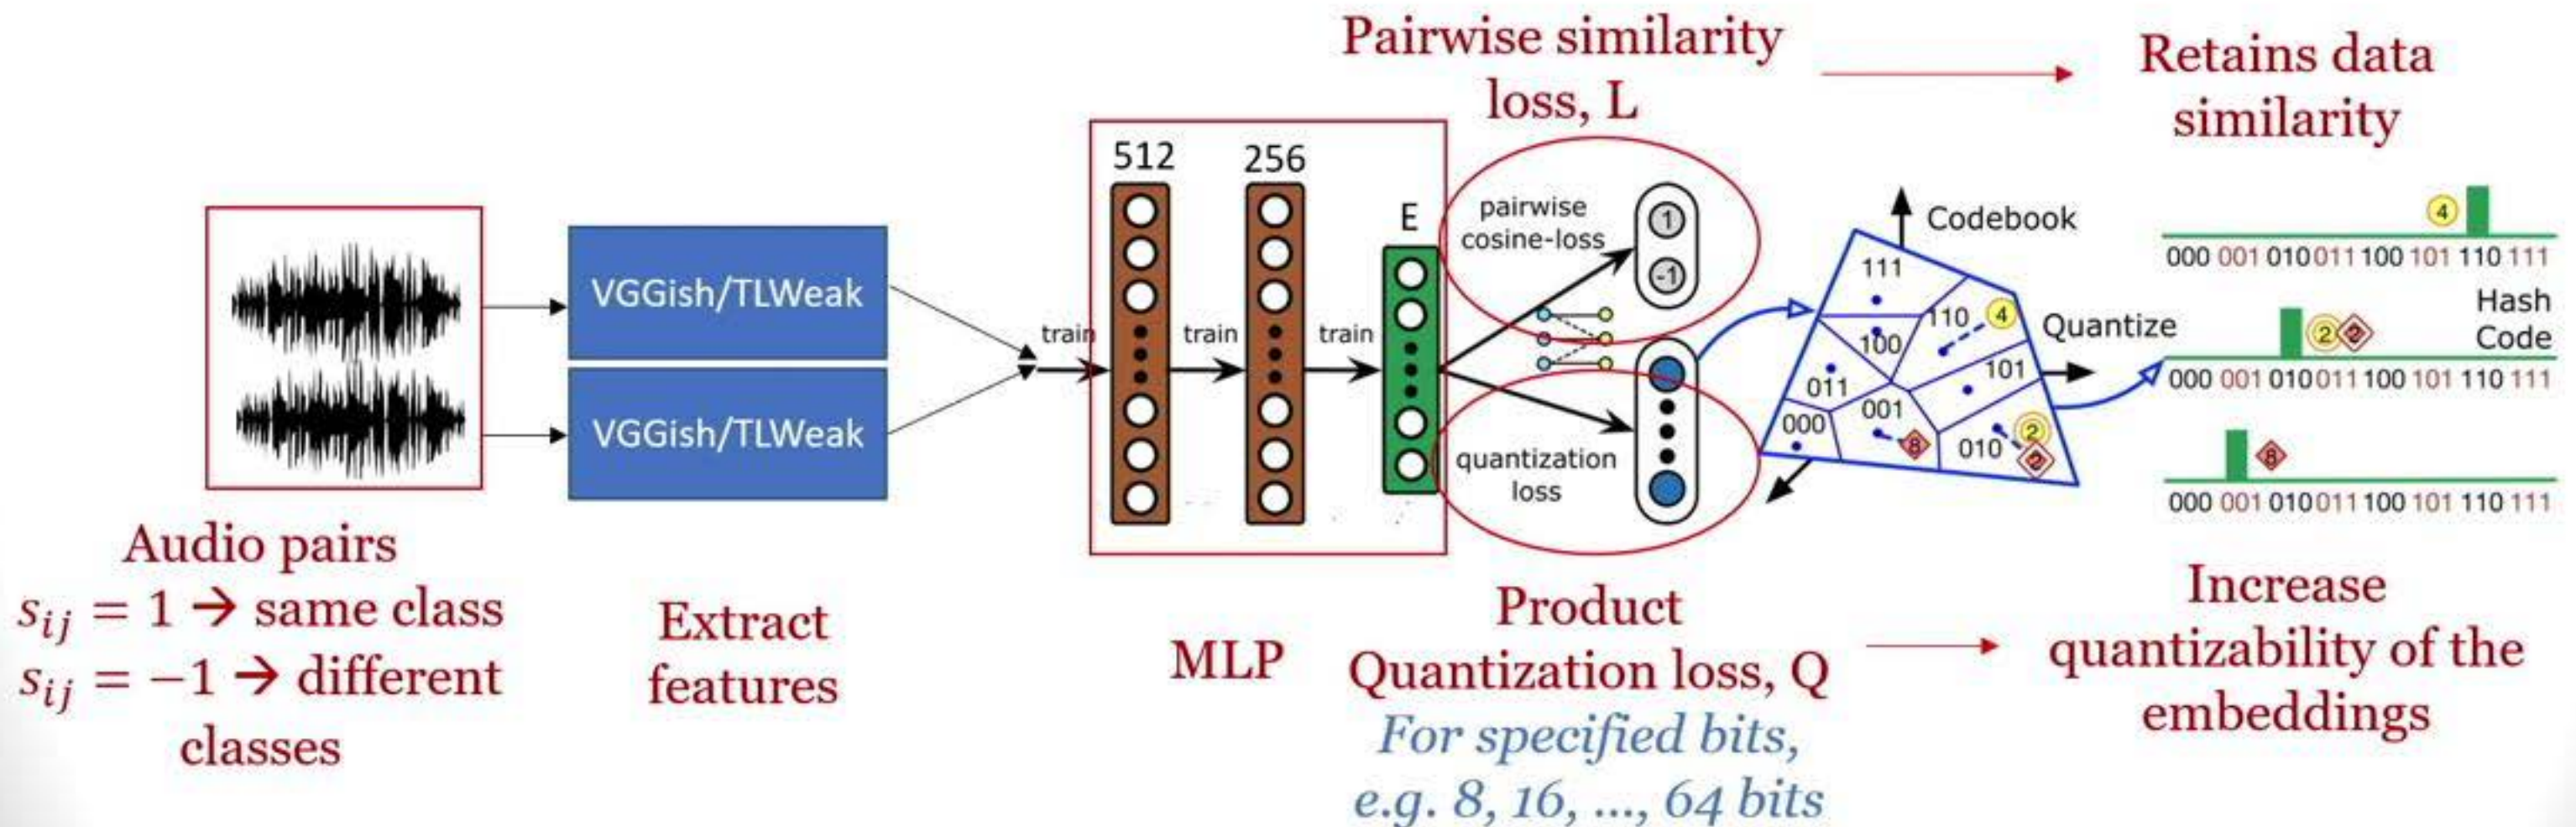 Pairwise similarity
loss, L
Retains data
similarity
512
256
E
pairwise
cosine-loss
1
-1
VGGish/TLWeak
VGGish/TLWeak
train
train
train
quantization
loss
Codebook
111
110
4
100
101
011
001
000
8
010
2
2
Quantize
4
000 001 010 011 100 101 110 111
Hash
Code
2
2
000 001 010 011 100 101 110 111
8
000 001 010 011 100 101 110 111
Audio pairs
s_{ij} = 1 → same class
s_{ij} = −1 → different
classes
Extract
features
MLP
Product
Quantization loss, Q
For specified bits,
e.g. 8, 16, ..., 64 bits
Increase
quantizability of the
embeddings